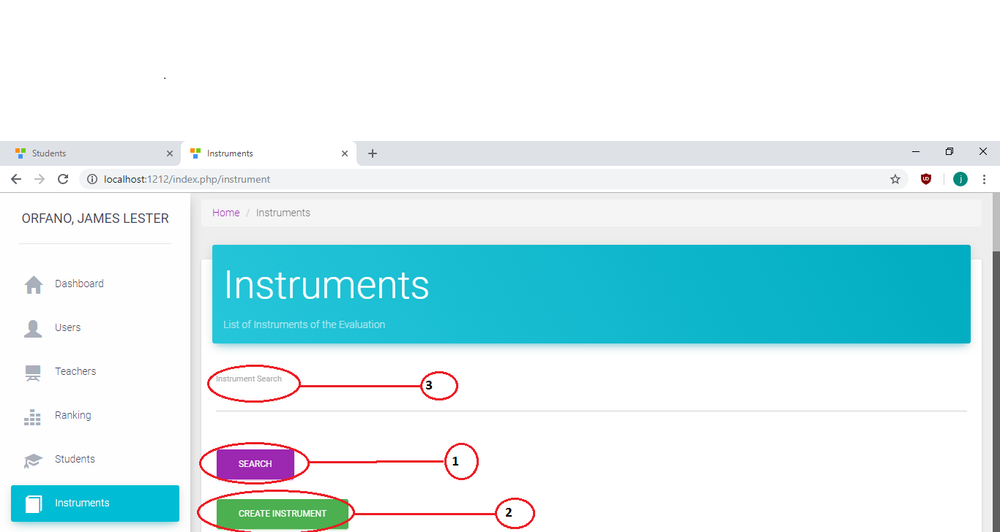 Students
Instruments
localhost:1212/index.php/instrument
j
ORFANO, JAMES LESTER
Home / Instruments
Dashboard
Instruments
Users
List of Instruments of the Evaluation
Teachers
Instrument Search
3
Ranking
Students
SEARCH
1
Instruments
CREATE INSTRUMENT
2